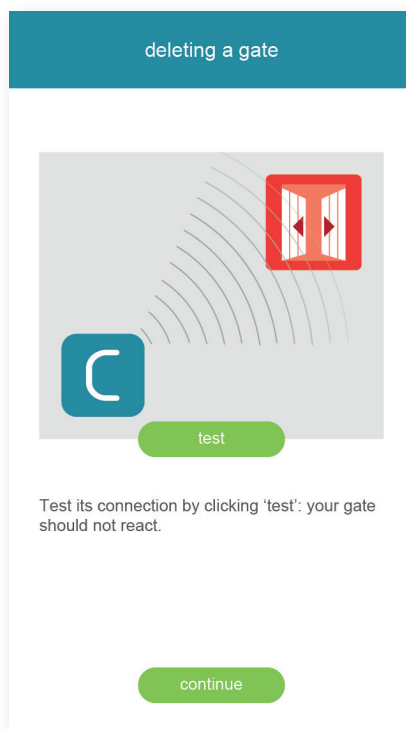 deleting a gate
C
test
Test its connection by clicking ‘test’: your gate
should not react.
continue